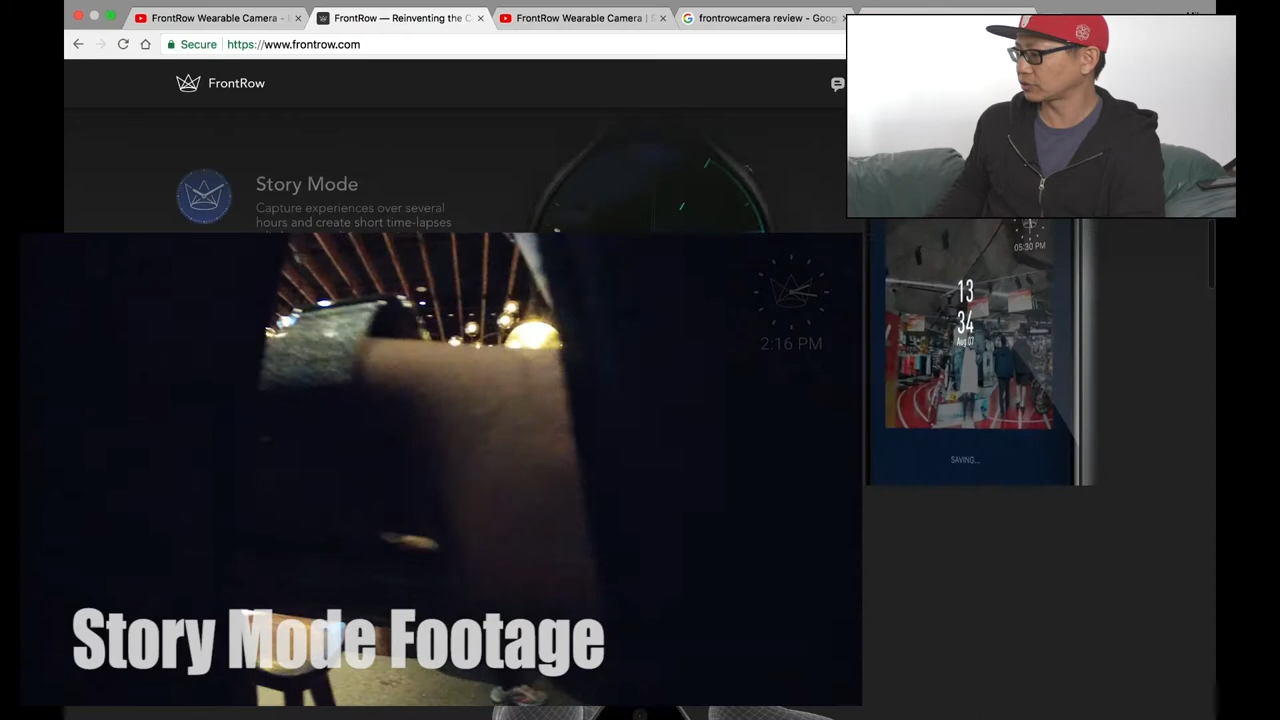 FrontRow Wearable Camera -
FrontRow — Reinventing the C
FrontRow Wearable Camera | S
frontrowcamera review - Goog
Secure https://www.frontrow.com
FrontRow
Story Mode
Capture experiences over several
hours and create short time-lapses
05:30 PM
13
34
Aug 07
SAVING...
2:16 PM
Story Mode Footage